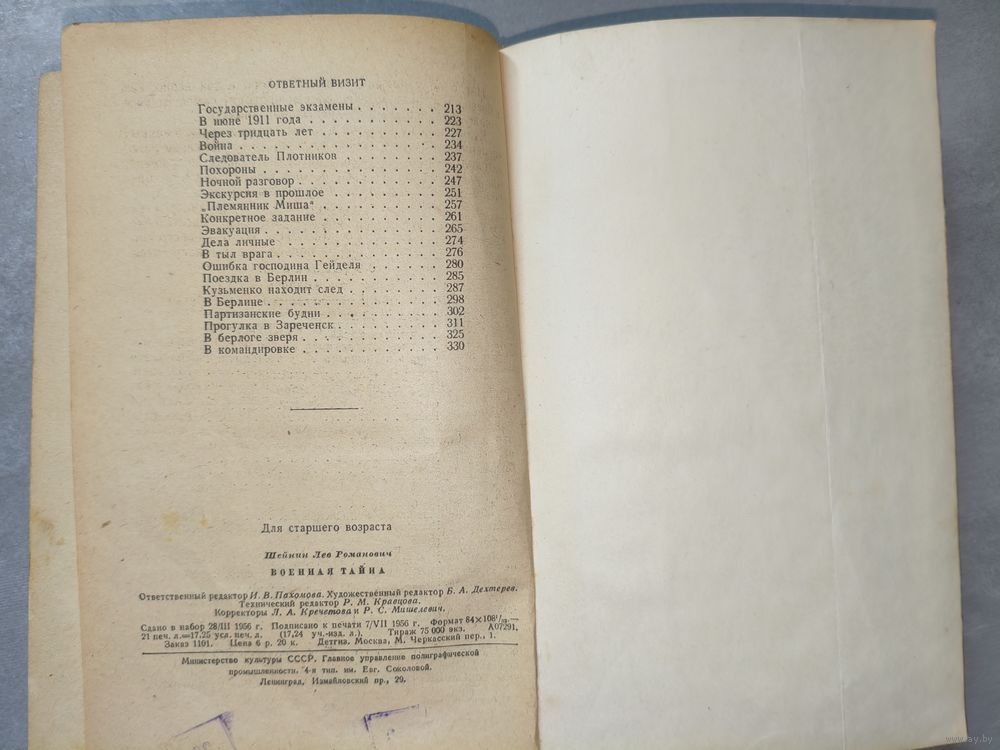 ОТВЕТНЫЙ ВИЗИТ
Государственные экзамены . . . . . . . 213
В июне 1911 года . . . . . . . . . . . 223
Через тридцать лет . . . . . . . . . . 227
Война . . . . . . . . . . . . . . . . 234
Следователь Плотников . . . . . . . . 237
Похороны . . . . . . . . . . . . . . 242
Ночной разговор . . . . . . . . . . . 247
Экскурсия в прошлое . . . . . . . . . 251
„Племянник Миша“ . . . . . . . . . . 257
Конкретное задание . . . . . . . . . . 261
Эвакуация . . . . . . . . . . . . . . 265
Дела личные . . . . . . . . . . . . . 274
В тыл врага . . . . . . . . . . . . . 276
Ошибка господина Гейделя . . . . . . 280
Поездка в Берлин . . . . . . . . . . . 285
Кузьменко находит след . . . . . . . . 287
В Берлине . . . . . . . . . . . . . . 298
Партизанские будни . . . . . . . . . . 302
Прогулка в Зареченск . . . . . . . . . 311
В берлоге зверя . . . . . . . . . . . 325
В командировке . . . . . . . . . . . . 330
Для старшего возраста
Шейнин Лев Романович
ВОЕННАЯ ТАЙНА
Ответственный редактор И. В. Пахомова. Художественный редактор Б. А. Дехтерев.
Технический редактор Р. М. Кравцова.
Корректоры Л. А. Кречетова и Р. С. Мишелевич.
Сдано в набор 28/III 1956 г. Подписано к печати 7/VII 1956 г. Формат 84×108¹/₃₂—
21 печ. л.=17,25 усл. печ. л. (17,24 уч.-изд. л.). Тираж 75 000 экз. А07291.
Заказ 1101. Цена 6 р. 20 к. Детгиз. Москва, М. Черкасский пер., 1.
Министерство культуры СССР. Главное управление полиграфической
промышленности. 4-я тип. им. Евг. Соколовой.
Ленинград, Измайловский пр., 29.
www.ay.by